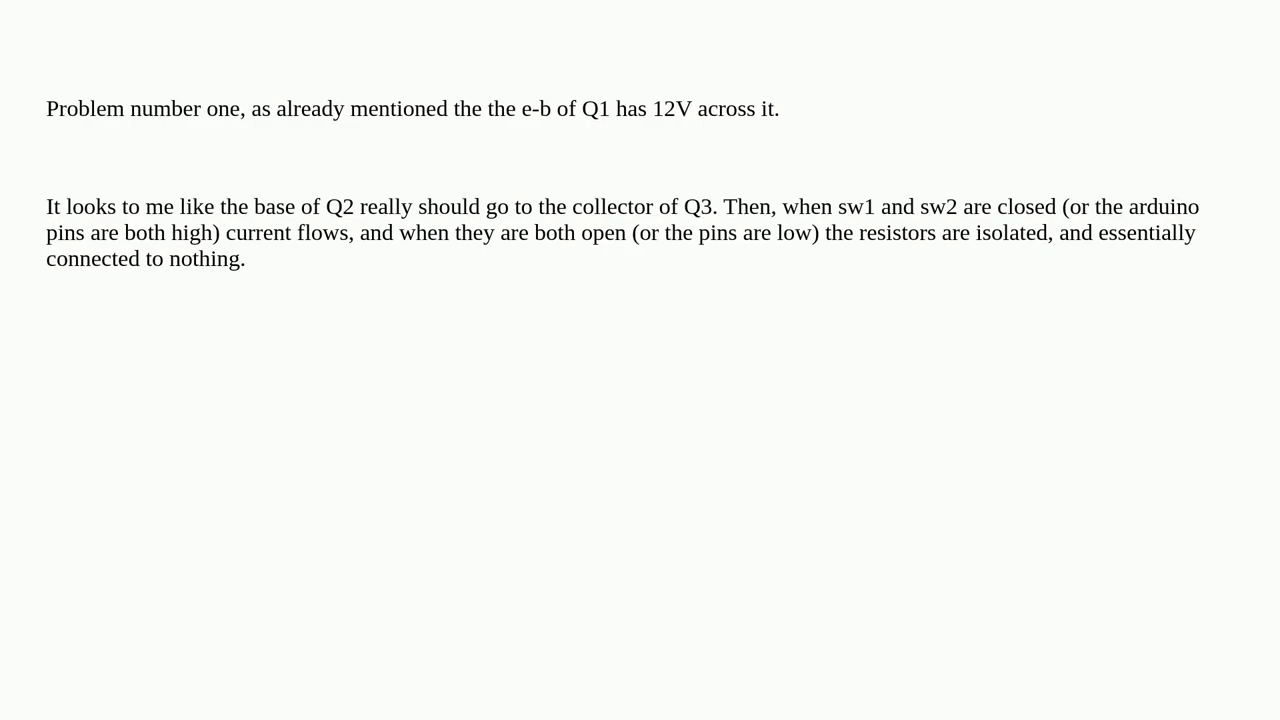 Problem number one, as already mentioned the the e-b of Q1 has 12V across it.
It looks to me like the base of Q2 really should go to the collector of Q3. Then, when sw1 and sw2 are closed (or the arduino
pins are both high) current flows, and when they are both open (or the pins are low) the resistors are isolated, and essentially
connected to nothing.